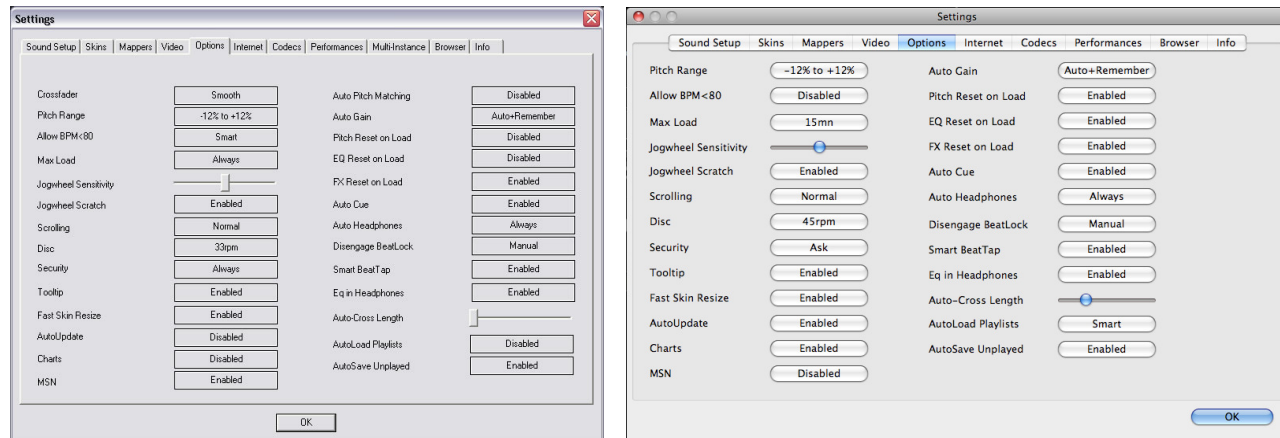 Settings
Sound Setup Skins Mappers Video Options Internet Codecs Performances Multi-Instance Browser Info
Crossfader Smooth Auto Pitch Matching Disabled
Pitch Range -12% to +12% Auto Gain Auto+Remember
Allow BPM<80 Smart Pitch Reset on Load Disabled
Max Load Always EQ Reset on Load Disabled
Jogwheel Sensitivity FX Reset on Load Enabled
Jogwheel Scratch Enabled Auto Cue Enabled
Scrolling Normal Auto Headphones Always
Disc 33rpm Disengage BeatLock Manual
Security Always Smart BeatTap Enabled
Tooltip Enabled Eq in Headphones Enabled
Fast Skin Resize Enabled Auto-Cross Length
AutoUpdate Disabled AutoLoad Playlists Disabled
Charts Disabled AutoSave Unplayed Enabled
MSN Enabled
OK
Settings
Sound Setup Skins Mappers Video Options Internet Codecs Performances Browser Info
Pitch Range -12% to +12% Auto Gain Auto+Remember
Allow BPM<80 Disabled Pitch Reset on Load Enabled
Max Load 15mn EQ Reset on Load Enabled
Jogwheel Sensitivity FX Reset on Load Enabled
Jogwheel Scratch Enabled Auto Cue Enabled
Scrolling Normal Auto Headphones Always
Disc 45rpm Disengage BeatLock Manual
Security Ask Smart BeatTap Enabled
Tooltip Enabled Eq in Headphones Enabled
Fast Skin Resize Enabled Auto-Cross Length
AutoUpdate Enabled AutoLoad Playlists Smart
Charts Enabled AutoSave Unplayed Enabled
MSN Disabled
OK